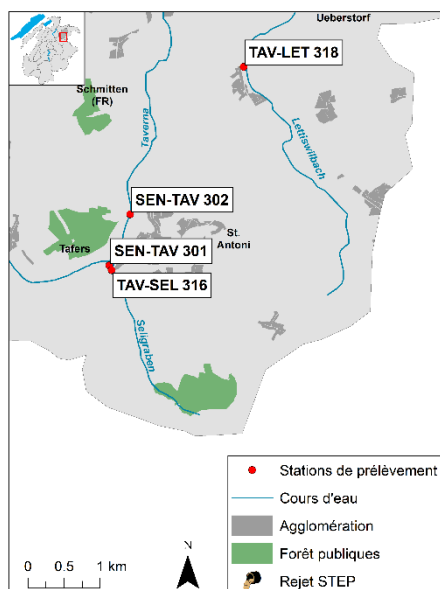 Ueberstorf
TAV-LET 318
Schmitten
(FR)
Taverna
Lettiswilbach
SEN-TAV 302
St.
Antoni
Tafers
SEN-TAV 301
TAV-SEL 316
Seligraben
Stations de prélèvement
Cours d'eau
Agglomération
Forêt publiques
Rejet STEP
N
0 0.5 1 km